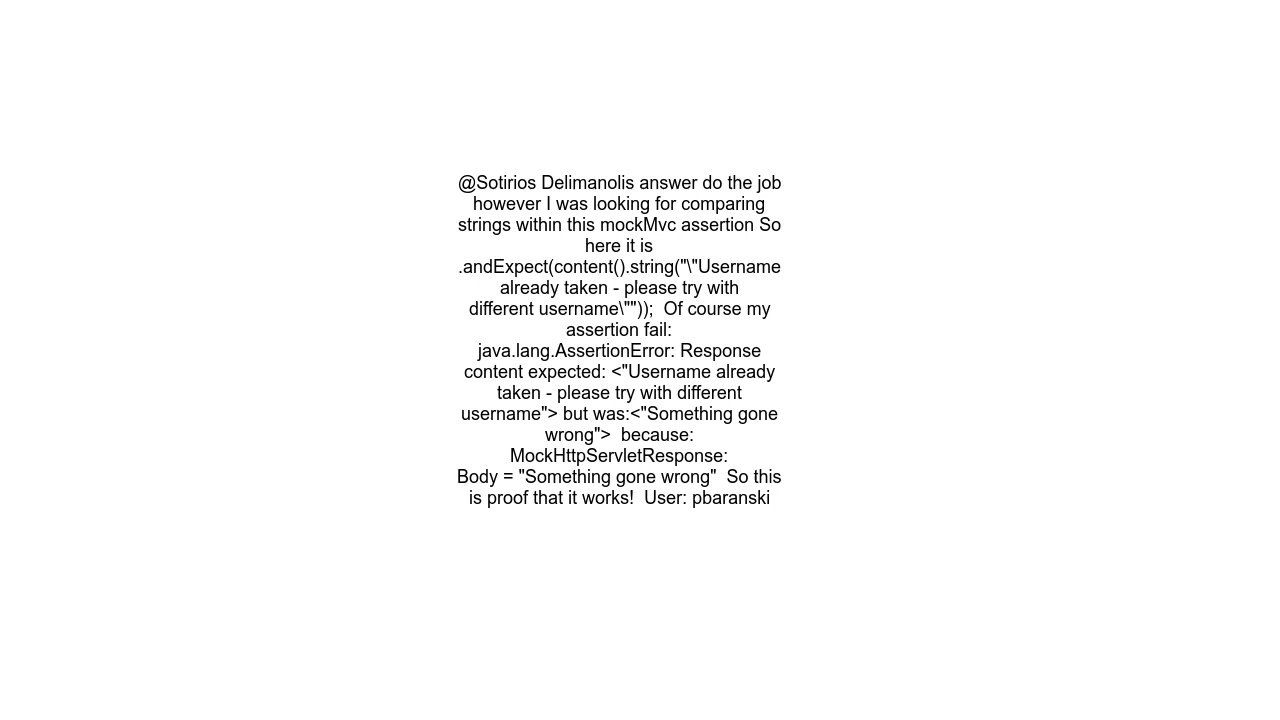 @Sotirios Delimanolis answer do the job
however I was looking for comparing
strings within this mockMvc assertion So
here it is
.andExpect(content().string("\"Username
already taken - please try with
different username\""));  Of course my
assertion fail:
java.lang.AssertionError: Response
content expected: <"Username already
taken - please try with different
username"> but was:<"Something gone
wrong">  because:
MockHttpServletResponse:
Body = "Something gone wrong"  So this
is proof that it works!  User: pbaranski